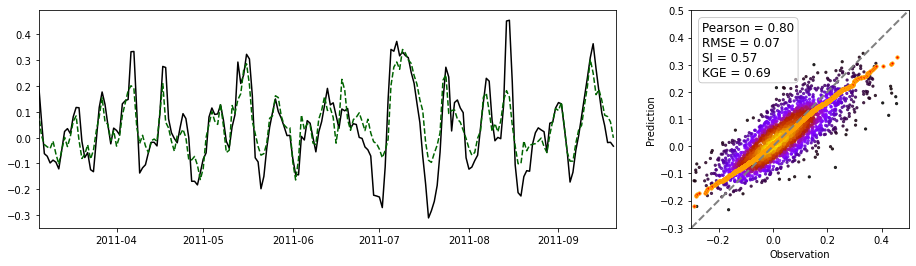 0.4
0.3
0.2
0.1
0.0
−0.1
−0.2
−0.3
2011-04 2011-05 2011-06 2011-07 2011-08 2011-09
Pearson = 0.80
RMSE = 0.07
SI = 0.57
KGE = 0.69
0.5
0.4
0.3
0.2
0.1
0.0
−0.1
−0.2
−0.3
Prediction
−0.2 0.0 0.2 0.4
Observation